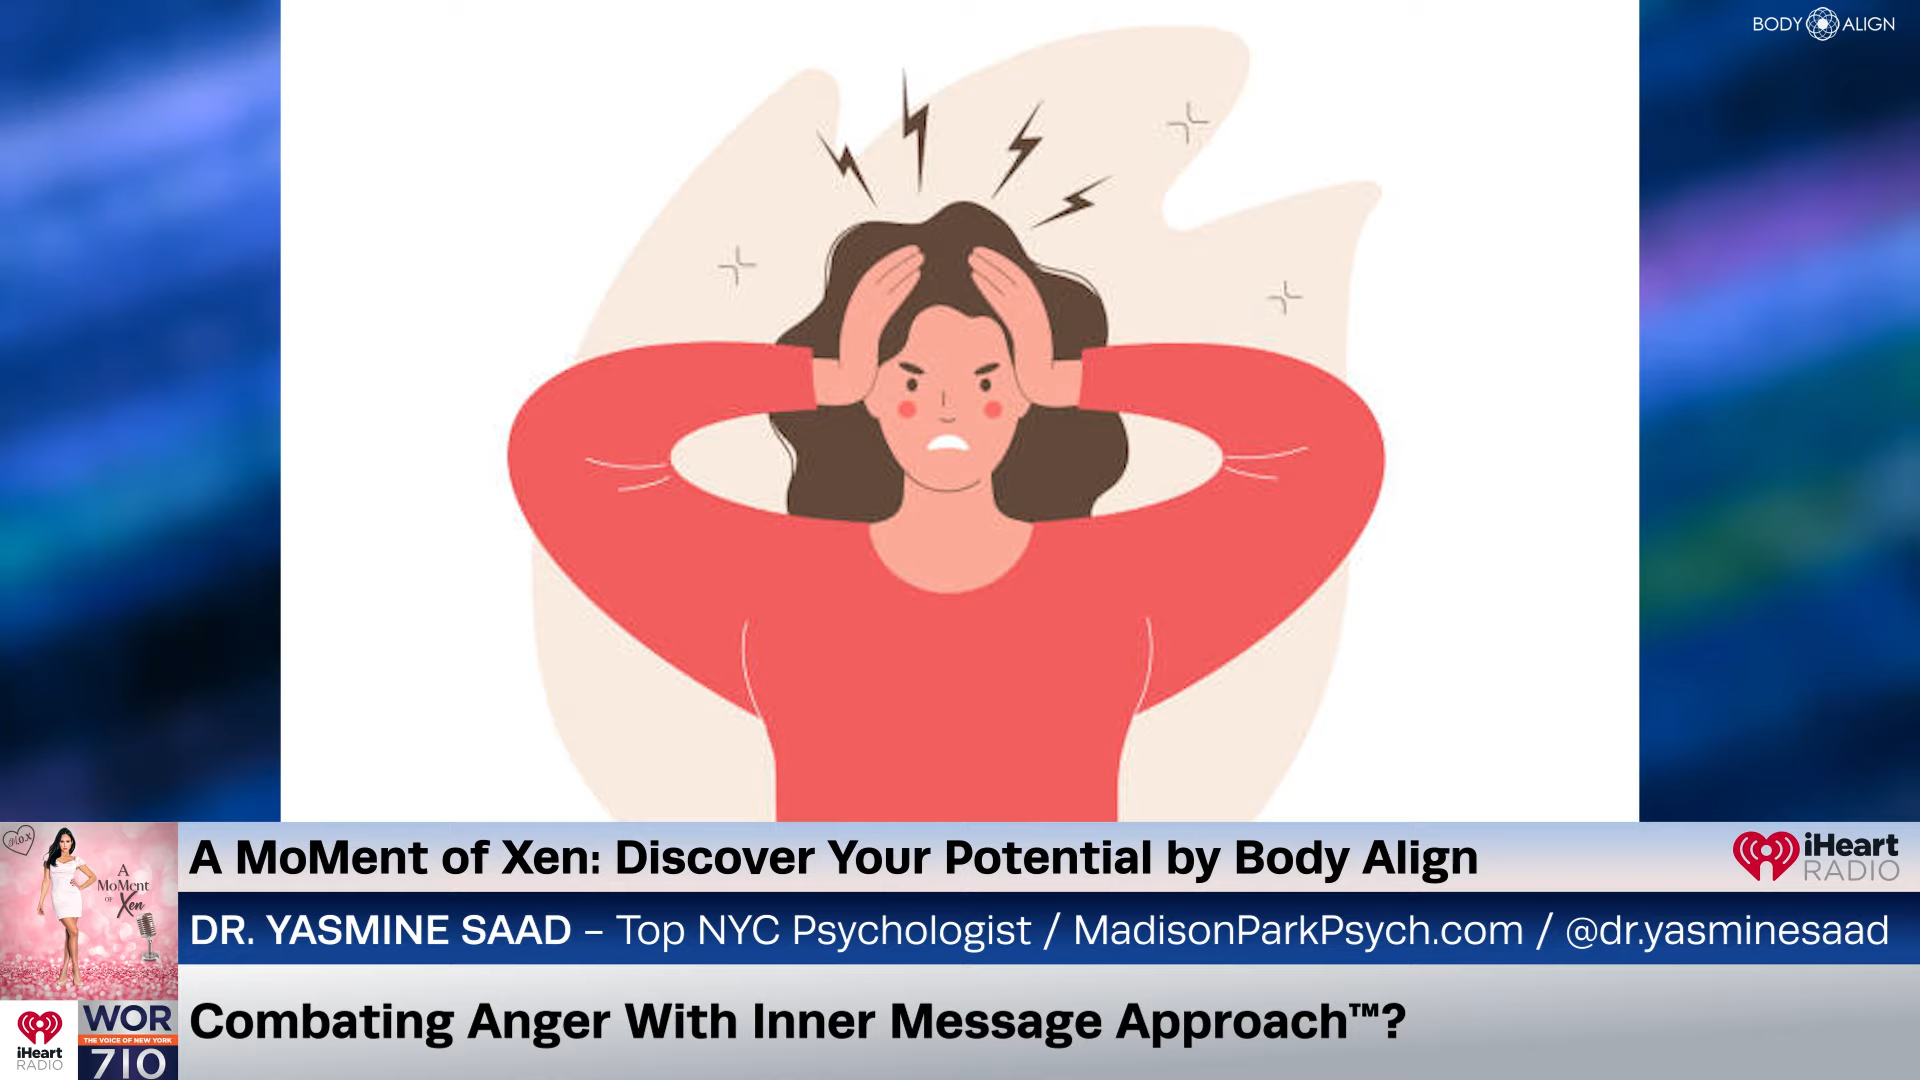 BODY ALIGN
A MoMent of Xen: Discover Your Potential by Body Align
iHeart
RADIO
M.O.X
A
MoMent
OF Xen
DR. YASMINE SAAD – Top NYC Psychologist / MadisonParkPsych.com / @dr.yasminesaad
iHeart
RADIO
WOR
THE VOICE OF NEW YORK
710
Combating Anger With Inner Message Approach™?